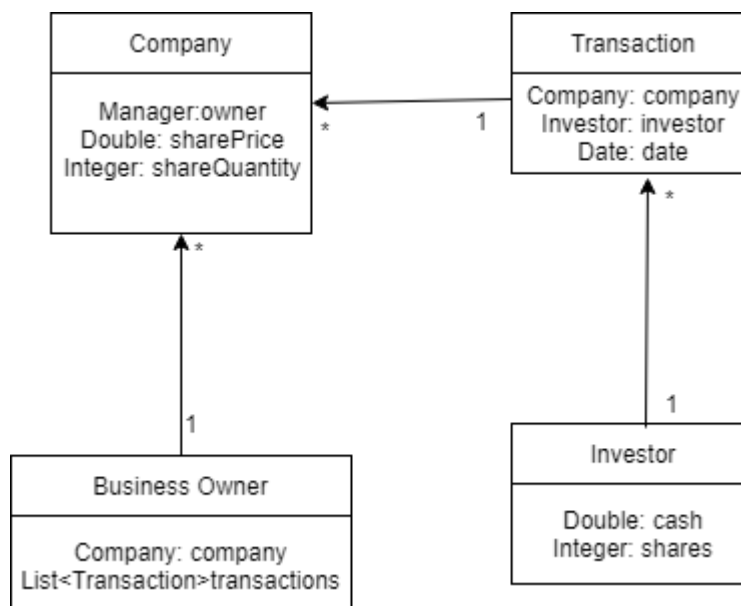 Company
Manager:owner
Double: sharePrice
Integer: shareQuantity
*
1
Transaction
Company: company
Investor: investor
Date: date
*
*
1
1
Business Owner
Company: company
List<Transaction>transactions
Investor
Double: cash
Integer: shares